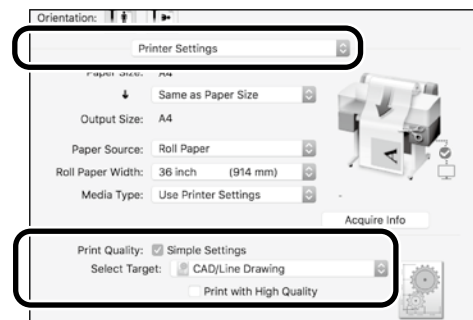 Orientation:
Printer Settings
Paper Size: A4
Same as Paper Size
Output Size: A4
Paper Source: Roll Paper
Roll Paper Width: 36 inch (914 mm)
Media Type: Use Printer Settings
-
Acquire Info
Print Quality: Simple Settings
Select Target: CAD/Line Drawing
Print with High Quality